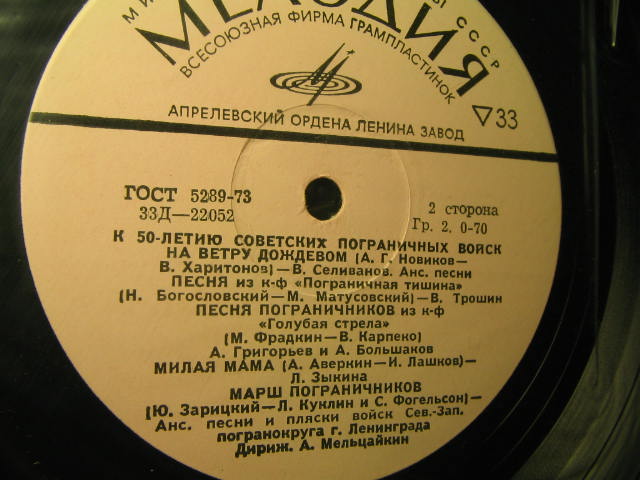 МЕЛОДИЯ
СССР
ВСЕСОЮЗНАЯ ФИРМА ГРАМПЛАСТИНОК
АПРЕЛЕВСКИЙ ОРДЕНА ЛЕНИНА ЗАВОД
33
ГОСТ 5289-73
33Д—22052
2 сторона
Гр. 2. 0-70
К 50-ЛЕТИЮ СОВЕТСКИХ ПОГРАНИЧНЫХ ВОЙСК
НА ВЕТРУ ДОЖДЕВОМ (А. Г. Новиков—
В. Харитонов)—В. Селиванов. Анс. песни
ПЕСНЯ из к-ф «Пограничная тишина»
(Н. Богословский—М. Матусовский)—В. Трошин
ПЕСНЯ ПОГРАНИЧНИКОВ из к-ф
«Голубая стрела»
(М. Фрадкин—В. Карпеко)
А. Григорьев и А. Большаков
МИЛАЯ МАМА (А. Аверкин—И. Лашков)—
Л. Зыкина
МАРШ ПОГРАНИЧНИКОВ
(Ю. Зарицкий—Л. Куклин и С. Фогельсон)—
Анс. песни и пляски войск Сев.-Зап.
погранокруга г. Ленинграда
Дириж. А. Мельцайкин